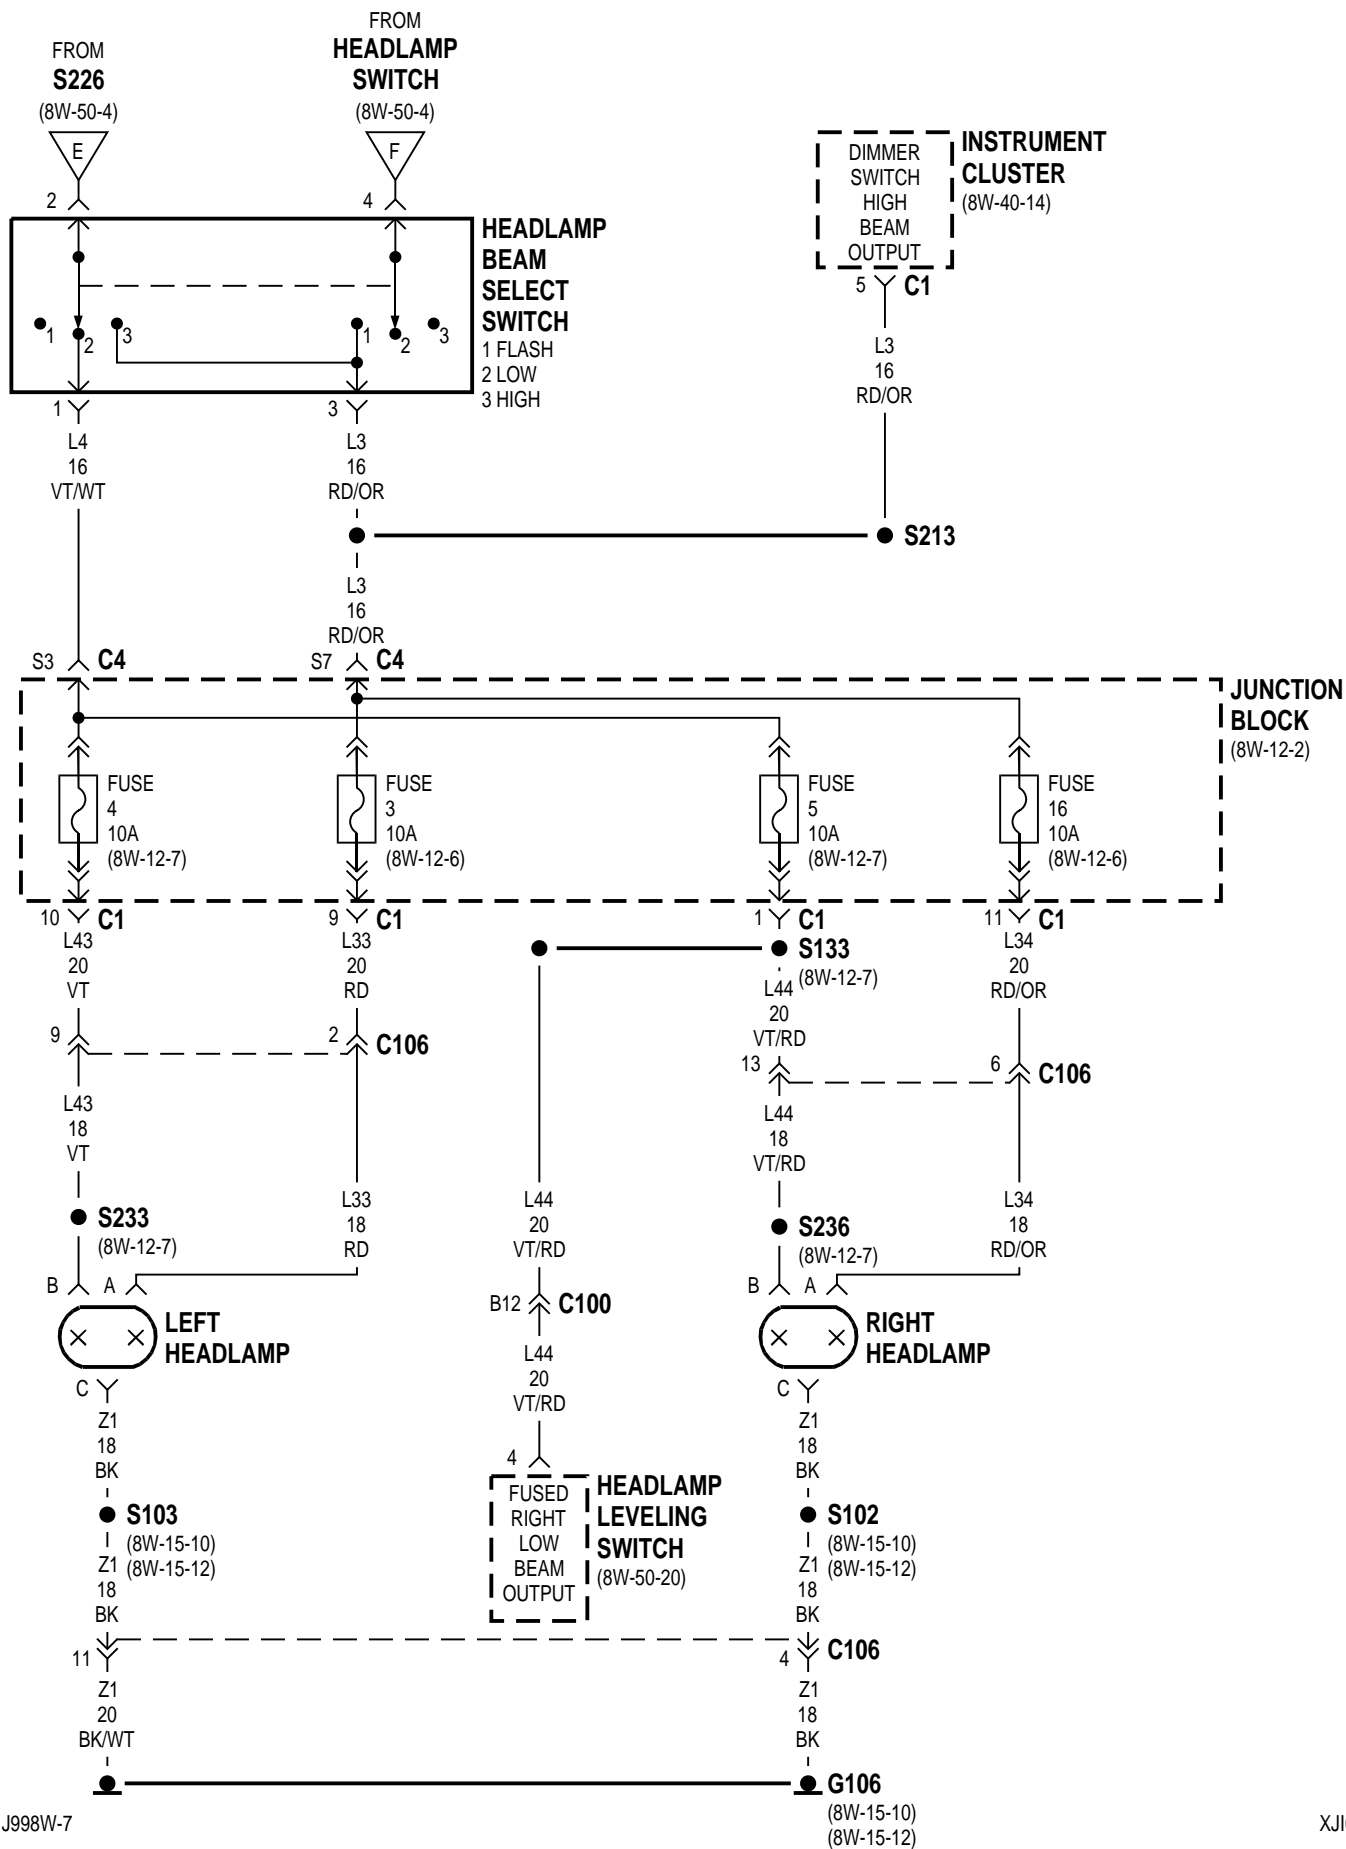 FROM
S226
(8W-50-4)
E
2
FROM
HEADLAMP
SWITCH
(8W-50-4)
F
4
DIMMER
SWITCH
HIGH
BEAM
OUTPUT
INSTRUMENT
CLUSTER
(8W-40-14)
5
C1
HEADLAMP
BEAM
SELECT
SWITCH
1 FLASH
2 LOW
3 HIGH
1
2
3
1
2
3
1
3
L4
16
VT/WT
L3
16
RD/OR
L3
16
RD/OR
S213
L3
16
RD/OR
S3
C4
S7
C4
JUNCTION
BLOCK
(8W-12-2)
FUSE
4
10A
(8W-12-7)
FUSE
3
10A
(8W-12-6)
FUSE
5
10A
(8W-12-7)
FUSE
16
10A
(8W-12-6)
10
C1
9
C1
1
C1
11
C1
L43
20
VT
L33
20
RD
S133
(8W-12-7)
L44
20
VT/RD
L34
20
RD/OR
9
2
C106
13
6
C106
L43
18
VT
L44
18
VT/RD
S233
(8W-12-7)
L33
18
RD
L44
20
VT/RD
S236
(8W-12-7)
L34
18
RD/OR
B
A
B12
C100
B
A
LEFT
HEADLAMP
RIGHT
HEADLAMP
L44
20
VT/RD
C
C
Z1
18
BK
Z1
18
BK
4
FUSED
RIGHT
LOW
BEAM
OUTPUT
HEADLAMP
LEVELING
SWITCH
(8W-50-20)
S103
(8W-15-10)
(8W-15-12)
S102
(8W-15-10)
(8W-15-12)
Z1
18
BK
Z1
18
BK
11
4
C106
Z1
20
BK/WT
Z1
18
BK
G106
(8W-15-10)
(8W-15-12)
J998W-7